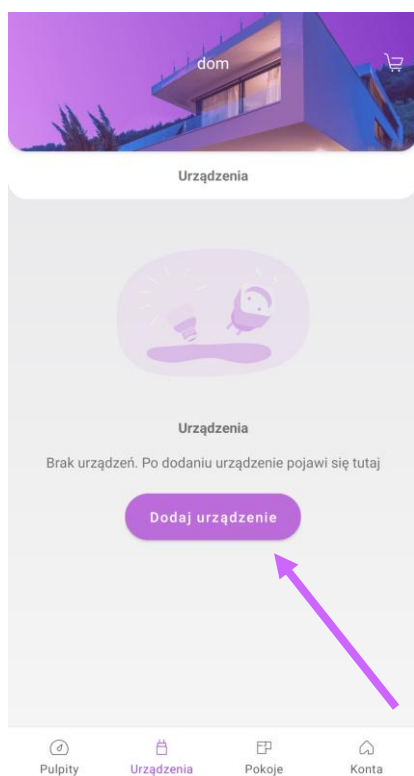 dom
Urządzenia
Urządzenia
Brak urządzeń. Po dodaniu urządzenie pojawi się tutaj
Dodaj urządzenie
Pulpity Urządzenia Pokoje Konta